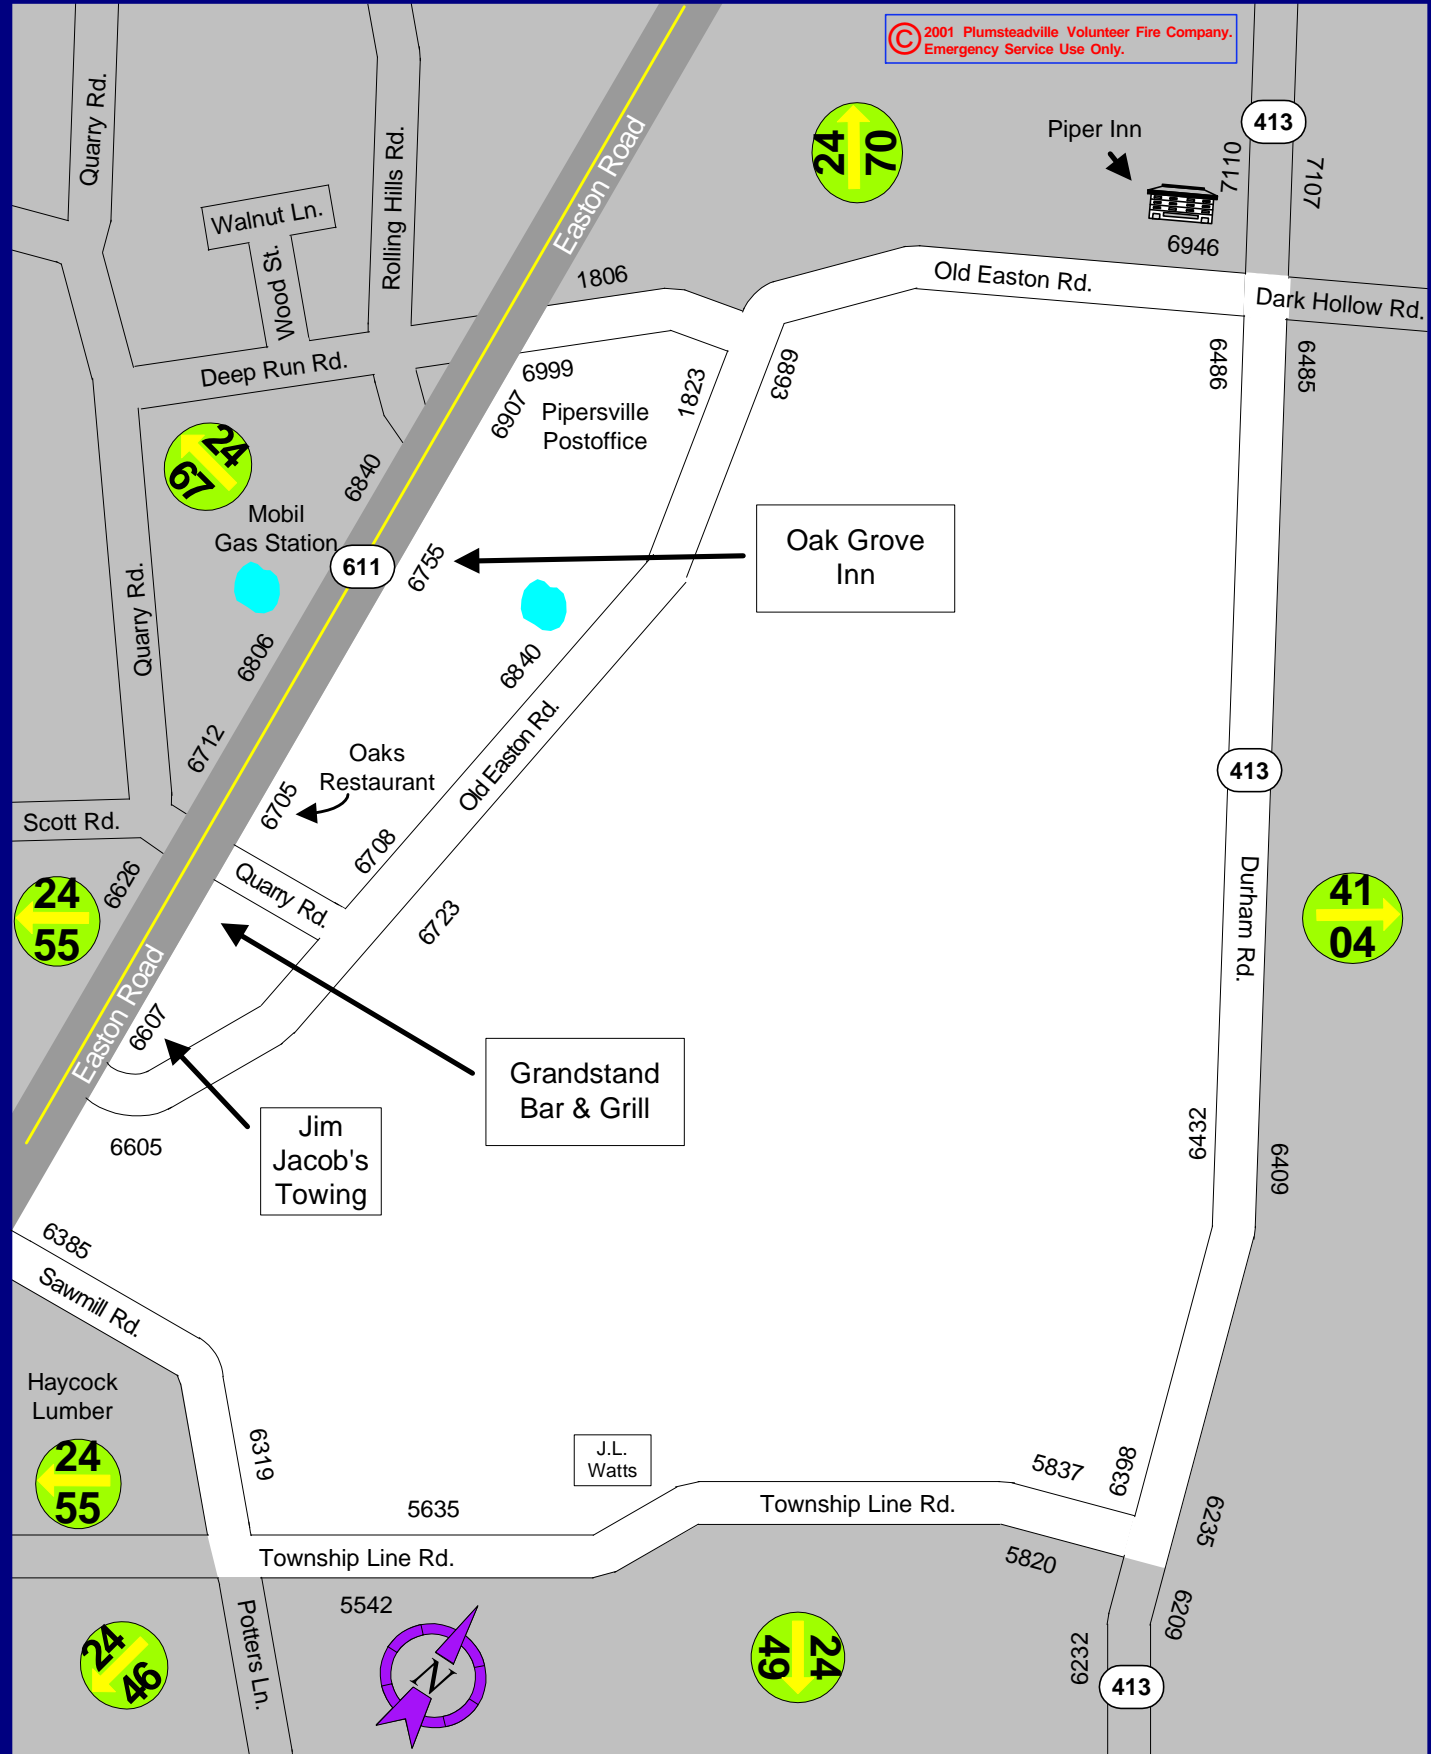 © 2001 Plumsteadville Volunteer Fire Company.
Emergency Service Use Only.
Quarry Rd.
Rolling Hills Rd.
Easton Road
24
70
Piper Inn
413
7110
7107
6946
Walnut Ln.
Wood St.
1806
Old Easton Rd.
Dark Hollow Rd.
Deep Run Rd.
6999
6907
1823
6893
6486
6485
Pipersville
Postoffice
24
67
6840
Mobil
Gas Station
611
6755
Oak Grove
Inn
Quarry Rd.
6806
6840
6712
Old Easton Rd.
Oaks
Restaurant
413
6705
Scott Rd.
6708
Quarry Rd.
6626
24
55
6723
Durham Rd.
41
04
Easton Road
6607
Grandstand
Bar & Grill
Jim
Jacob's
Towing
6605
6432
6409
6385
Sawmill Rd.
Haycock
Lumber
24
55
6319
J.L.
Watts
5837
6398
5635
Township Line Rd.
6235
Township Line Rd.
5820
5542
Potters Ln.
24
46
N
24
49
6209
6232
413